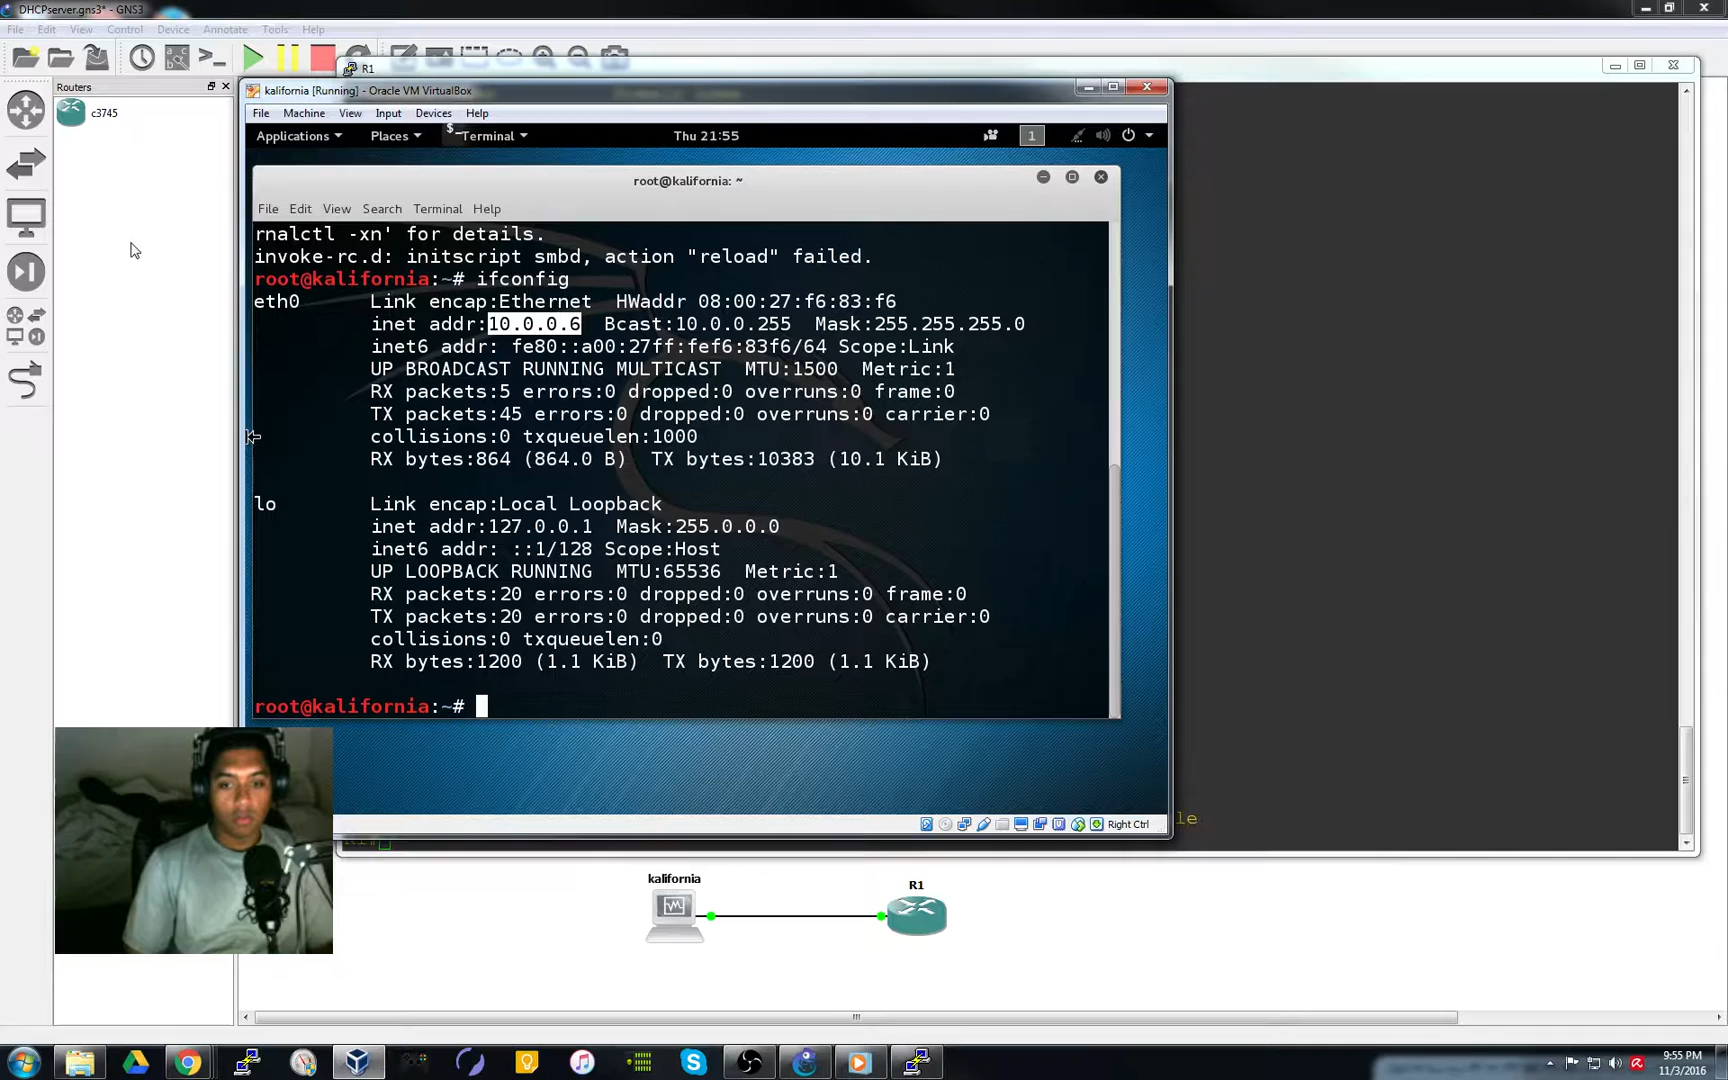 DHCPserver.gns3* - GNS3
File Edit View Control Device Annotate Tools Help
R1
Routers
c3745
kalifornia [Running] - Oracle VM VirtualBox
File Machine View Input Devices Help
Applications Places Terminal Thu 21:55 1
root@kalifornia: ~
File Edit View Search Terminal Help
rnalctl -xn' for details.
invoke-rc.d: initscript smbd, action "reload" failed.
root@kalifornia:~# ifconfig
eth0 Link encap:Ethernet HWaddr 08:00:27:f6:83:f6
inet addr:10.0.0.6 Bcast:10.0.0.255 Mask:255.255.255.0
inet6 addr: fe80::a00:27ff:fef6:83f6/64 Scope:Link
UP BROADCAST RUNNING MULTICAST MTU:1500 Metric:1
RX packets:5 errors:0 dropped:0 overruns:0 frame:0
TX packets:45 errors:0 dropped:0 overruns:0 carrier:0
collisions:0 txqueuelen:1000
RX bytes:864 (864.0 B) TX bytes:10383 (10.1 KiB)
lo Link encap:Local Loopback
inet addr:127.0.0.1 Mask:255.0.0.0
inet6 addr: ::1/128 Scope:Host
UP LOOPBACK RUNNING MTU:65536 Metric:1
RX packets:20 errors:0 dropped:0 overruns:0 frame:0
TX packets:20 errors:0 dropped:0 overruns:0 carrier:0
collisions:0 txqueuelen:0
RX bytes:1200 (1.1 KiB) TX bytes:1200 (1.1 KiB)
root@kalifornia:~#
Right Ctrl
le
kalifornia
R1
9:55 PM
11/3/2016